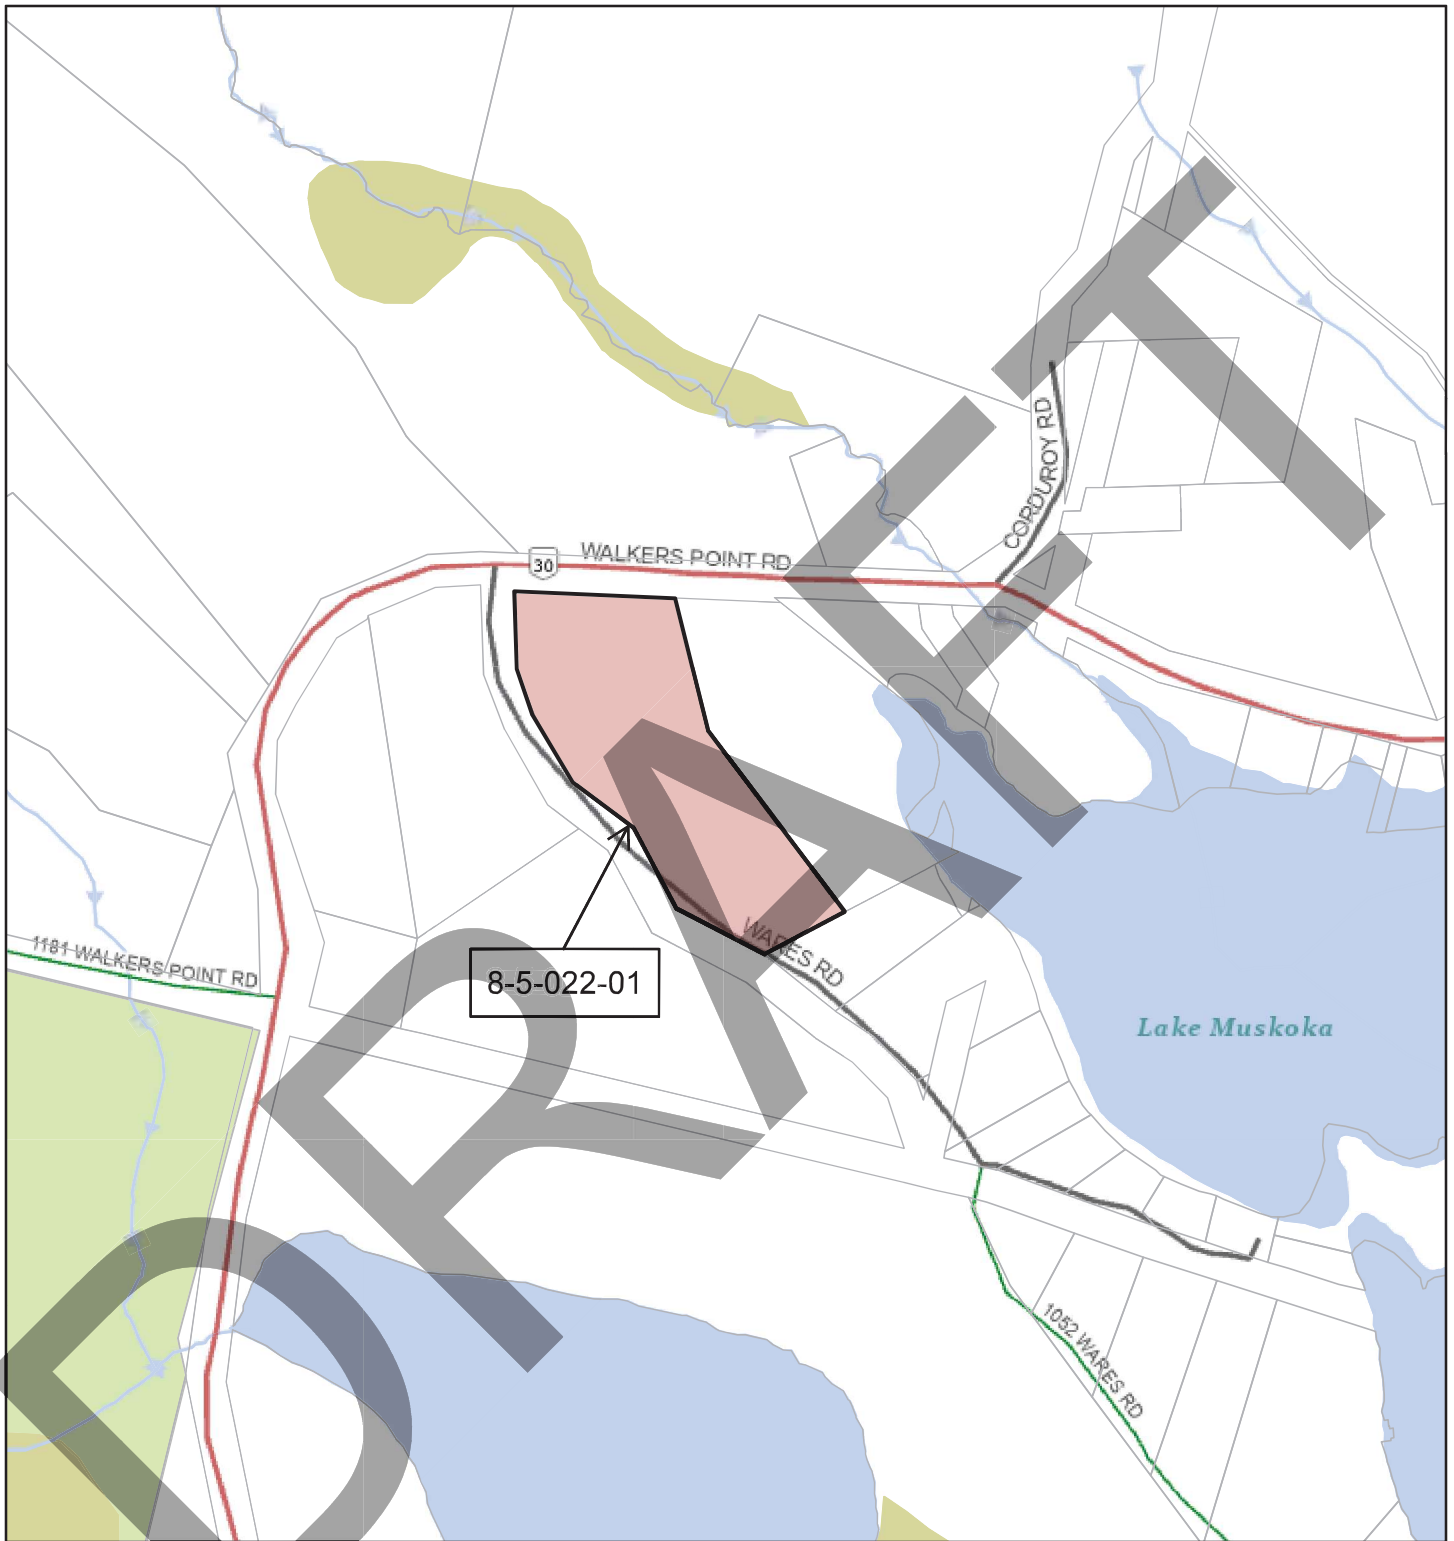 CORDUROY RD
WALKERS POINT RD
30
WARES RD
1181 WALKERS POINT RD
8-5-022-01
Lake Muskoka
1052 WARES RD
DRAFT